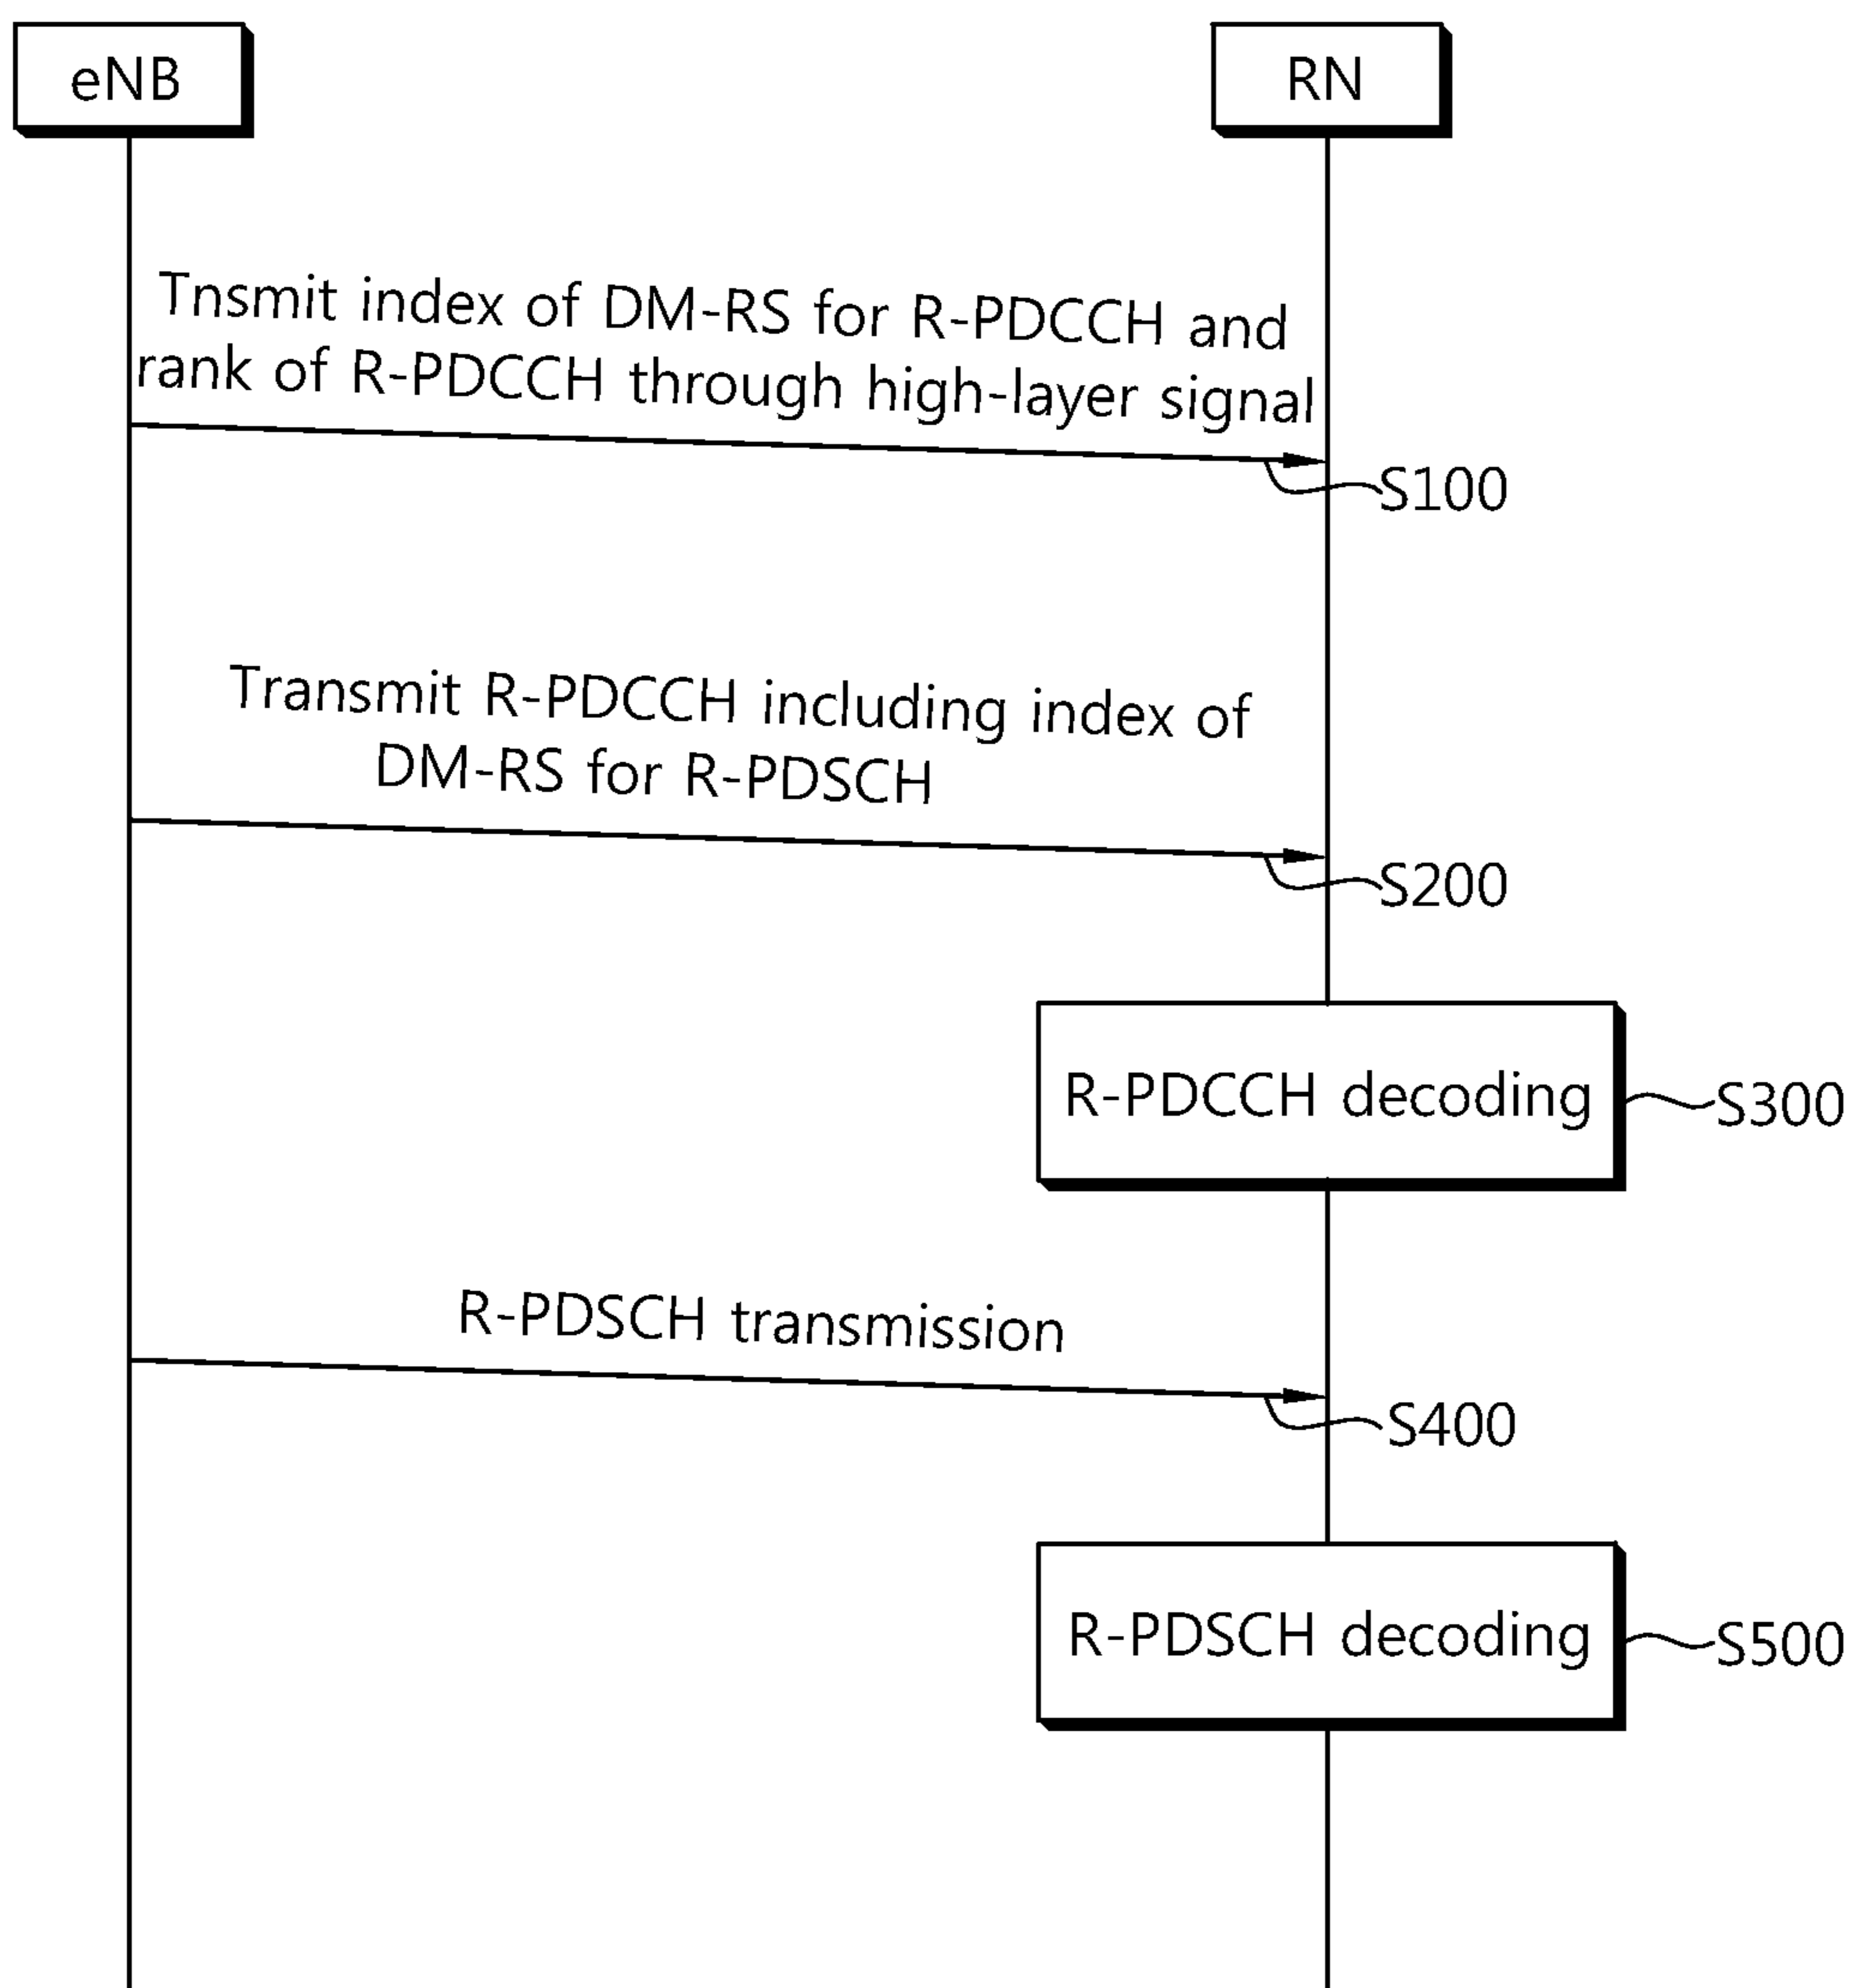 eNB
RN
Tnsmit index of DM-RS for R-PDCCH and
rank of R-PDCCH through high-layer signal
S100
Transmit R-PDCCH including index of
DM-RS for R-PDSCH
S200
R-PDCCH decoding
S300
R-PDSCH transmission
S400
R-PDSCH decoding
S500